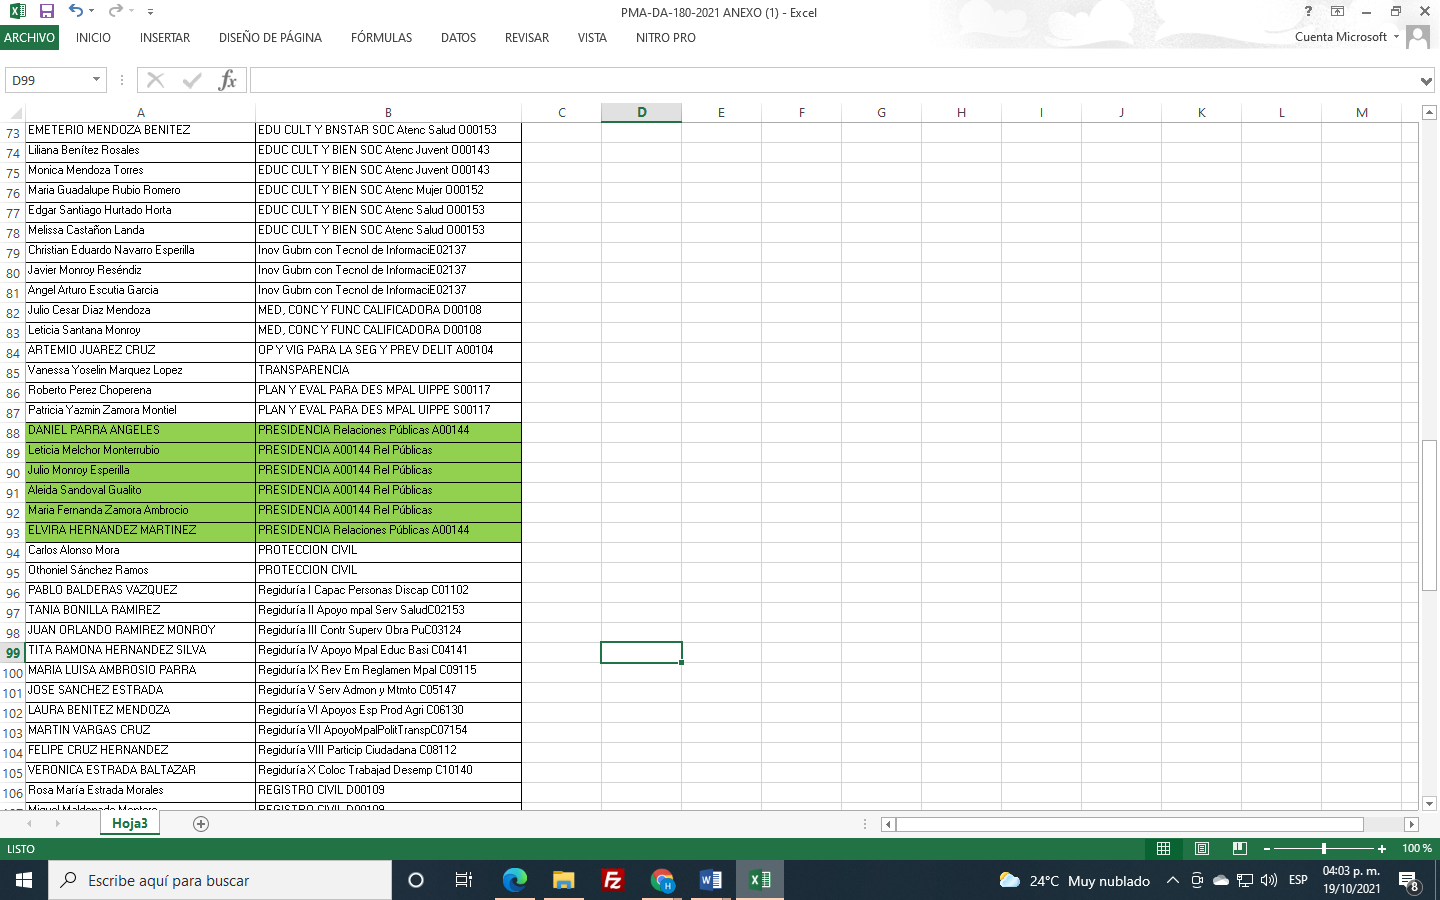 PMA-DA-180-2021 ANEXO (1) - Excel
ARCHIVO INICIO INSERTAR DISEÑO DE PÁGINA FÓRMULAS DATOS REVISAR VISTA NITRO PRO
Cuenta Microsoft
D99
A B C D E F G H I J K L M
73 EMETERIO MENDOZA BENITEZ EDU CULT Y BNSTAR SOC Atenc Salud O00153
74 Liliana Benítez Rosales EDUC CULT Y BIEN SOC Atenc Juvent O00143
75 Monica Mendoza Torres EDUC CULT Y BIEN SOC Atenc Juvent O00143
76 Maria Guadalupe Rubio Romero EDUC CULT Y BIEN SOC Atenc Mujer O00152
77 Edgar Santiago Hurtado Horta EDUC CULT Y BIEN SOC Atenc Salud O00153
78 Melissa Castañon Landa EDUC CULT Y BIEN SOC Atenc Salud O00153
79 Christian Eduardo Navarro Esperilla Inov Gubrn con Tecnol de InformaciE02137
80 Javier Monroy Reséndiz Inov Gubrn con Tecnol de InformaciE02137
81 Angel Arturo Escutia Garcia Inov Gubrn con Tecnol de InformaciE02137
82 Julio Cesar Diaz Mendoza MED, CONC Y FUNC CALIFICADORA D00108
83 Leticia Santana Monroy MED, CONC Y FUNC CALIFICADORA D00108
84 ARTEMIO JUAREZ CRUZ OP Y VIG PARA LA SEG Y PREV DELIT A00104
85 Vanessa Yoselin Marquez Lopez TRANSPARENCIA
86 Roberto Perez Choperena PLAN Y EVAL PARA DES MPAL UIPPE S00117
87 Patricia Yazmin Zamora Montiel PLAN Y EVAL PARA DES MPAL UIPPE S00117
88 DANIEL PARRA ANGELES PRESIDENCIA Relaciones Públicas A00144
89 Leticia Melchor Monterrubio PRESIDENCIA A00144 Rel Públicas
90 Julio Monroy Esperilla PRESIDENCIA A00144 Rel Públicas
91 Aleida Sandoval Gualito PRESIDENCIA A00144 Rel Públicas
92 Maria Fernanda Zamora Ambrocio PRESIDENCIA A00144 Rel Públicas
93 ELVIRA HERNANDEZ MARTINEZ PRESIDENCIA Relaciones Públicas A00144
94 Carlos Alonso Mora PROTECCION CIVIL
95 Othoniel Sánchez Ramos PROTECCION CIVIL
96 PABLO BALDERAS VAZQUEZ Regiduría I Capac Personas Discap C01102
97 TANIA BONILLA RAMIREZ Regiduría II Apoyo mpal Serv SaludC02153
98 JUAN ORLANDO RAMIREZ MONROY Regiduría III Contr Superv Obra PuC03124
99 TITA RAMONA HERNANDEZ SILVA Regiduría IV Apoyo Mpal Educ Basi C04141
100 MARIA LUISA AMBROSIO PARRA Regiduría IX Rev Em Reglamen Mpal C09115
101 JOSE SANCHEZ ESTRADA Regiduría V Serv Admon y Mtmto C05147
102 LAURA BENITEZ MENDOZA Regiduría VI Apoyos Esp Prod Agri C06130
103 MARTIN VARGAS CRUZ Regiduría VII ApoyoMpalPolitTranspC07154
104 FELIPE CRUZ HERNANDEZ Regiduría VIII Particip Ciudadana C08112
105 VERONICA ESTRADA BALTAZAR Regiduría X Coloc Trabajad Desemp C10140
106 Rosa María Estrada Morales REGISTRO CIVIL D00109
107 Miguel Maldonado Montero REGISTRO CIVIL D00109
Hoja3
LISTO
100 %
Escribe aquí para buscar
24°C Muy nublado
ESP
04:03 p. m.
19/10/2021
8